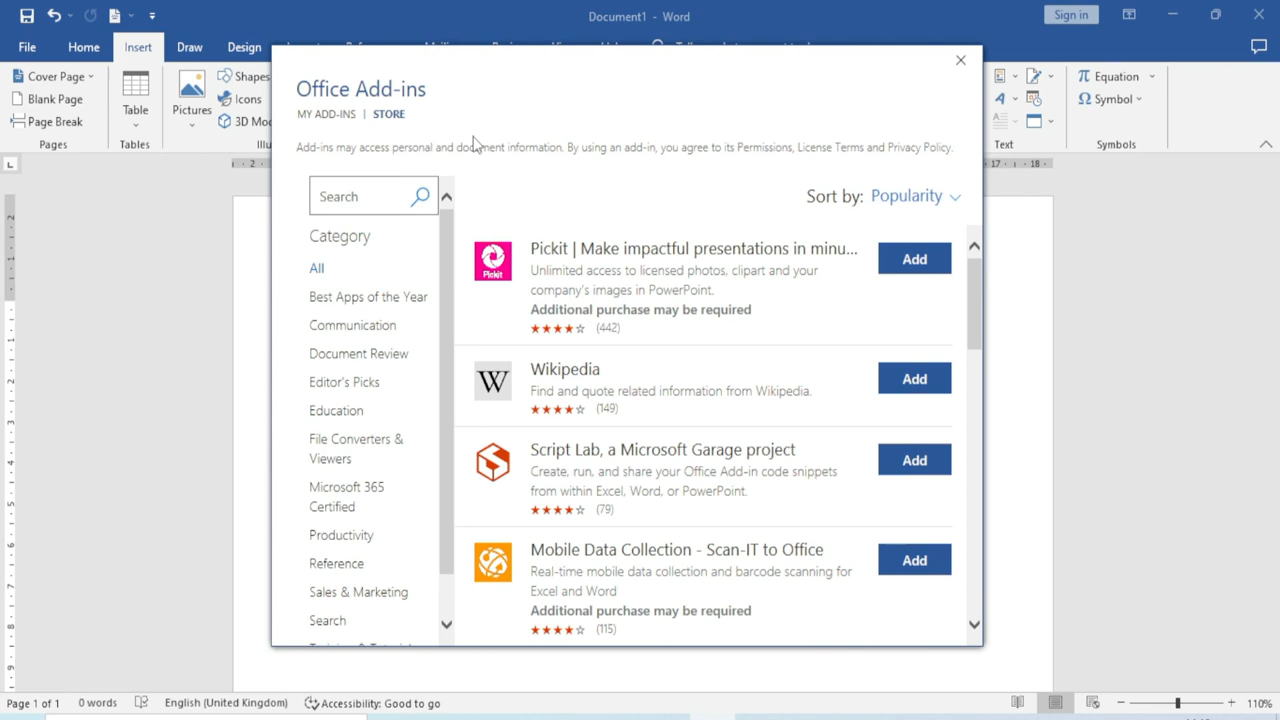 Document1 - Word
Sign in
File
Home
Insert
Draw
Design
Cover Page
Blank Page
Page Break
Pages
Table
Tables
Pictures
Shapes
Icons
3D Mo
Equation
Symbol
Text
Symbols
2
17
18
Office Add-ins
MY ADD-INS | STORE
Add-ins may access personal and document information. By using an add-in, you agree to its Permissions, License Terms and Privacy Policy.
Search
Sort by: Popularity
Category
All
Best Apps of the Year
Communication
Document Review
Editor's Picks
Education
File Converters &
Viewers
Microsoft 365
Certified
Productivity
Reference
Sales & Marketing
Search
Pickit | Make impactful presentations in minu...
Unlimited access to licensed photos, clipart and your
company's images in PowerPoint.
Additional purchase may be required
(442)
Add
Pickit
W
Wikipedia
Find and quote related information from Wikipedia.
(149)
Add
Script Lab, a Microsoft Garage project
Create, run, and share your Office Add-in code snippets
from within Excel, Word, or PowerPoint.
(79)
Add
Mobile Data Collection - Scan-IT to Office
Real-time mobile data collection and barcode scanning for
Excel and Word
Additional purchase may be required
(115)
Add
Page 1 of 1
0 words
English (United Kingdom)
Accessibility: Good to go
110%